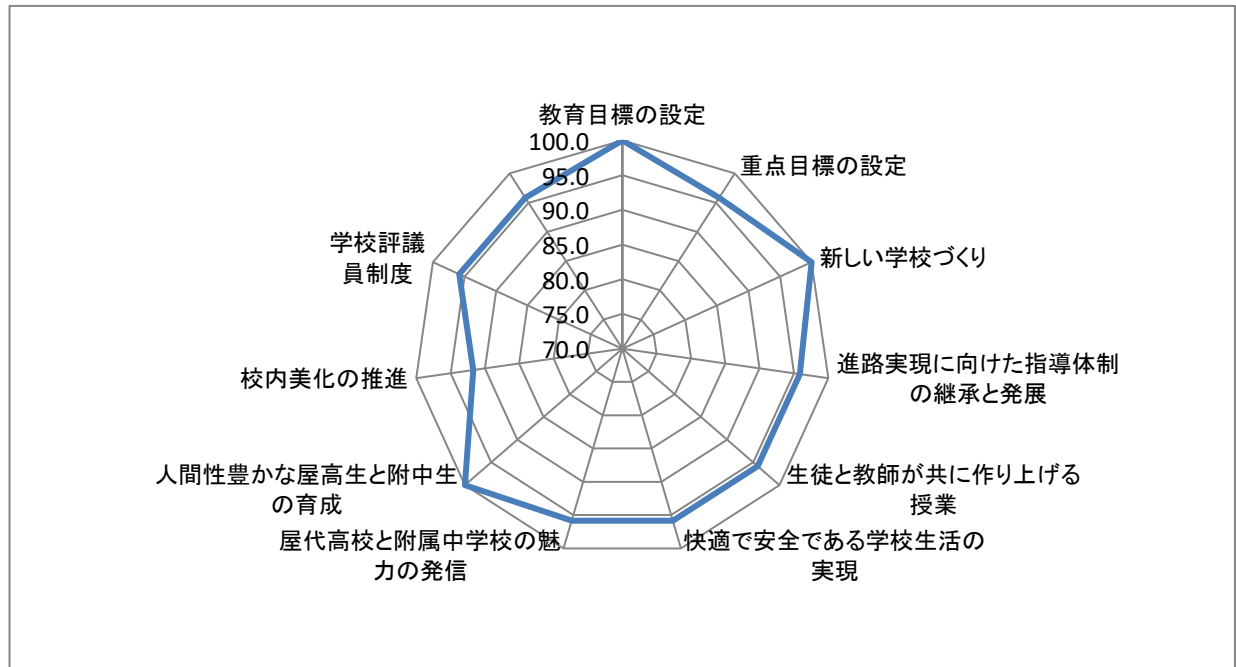 教育目標の設定
100.0
95.0
90.0
85.0
80.0
75.0
70.0
重点目標の設定
新しい学校づくり
進路実現に向けた指導体制
の継承と発展
生徒と教師が共に作り上げる
授業
快適で安全である学校生活の
実現
屋代高校と附属中学校の魅
力の発信
人間性豊かな屋高生と附中生
の育成
校内美化の推進
学校評議
員制度